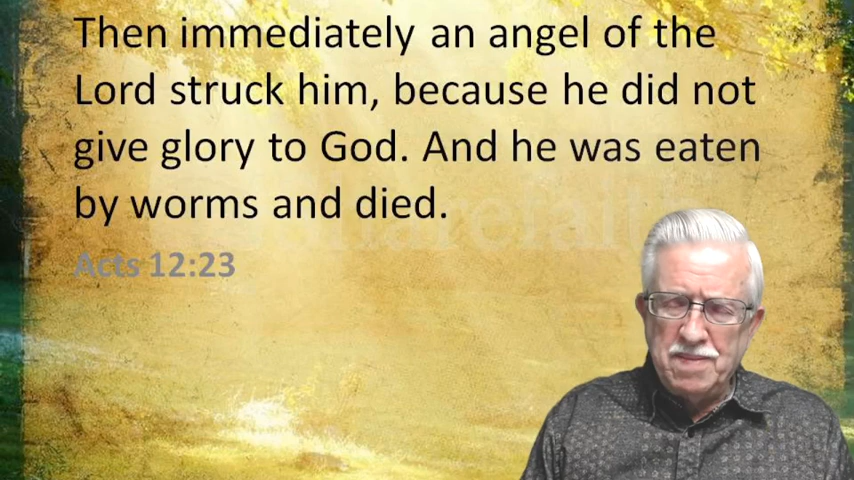 Then immediately an angel of the
Lord struck him, because he did not
give glory to God. And he was eaten
by worms and died.
Acts 12:23